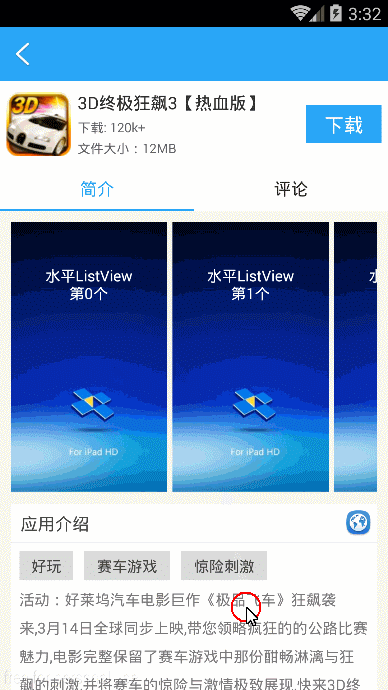 3:32
3D
3D终极狂飙3【热血版】
下载: 120k+
下载
文件大小：12MB
简介
评论
水平ListView
第0个
水平ListView
第1个
For iPad HD
For iPad HD
应用介绍
好玩
赛车游戏
惊险刺激
活动：好莱坞汽车电影巨作《极品飞车》狂飙袭
来,3月14日全球同步上映,带您领略疯狂的的公路比赛
魅力,电影完整保留了赛车游戏中那份酣畅淋漓与狂
飙的刺激,并将赛车的惊险与激情极致展现,快来3D终